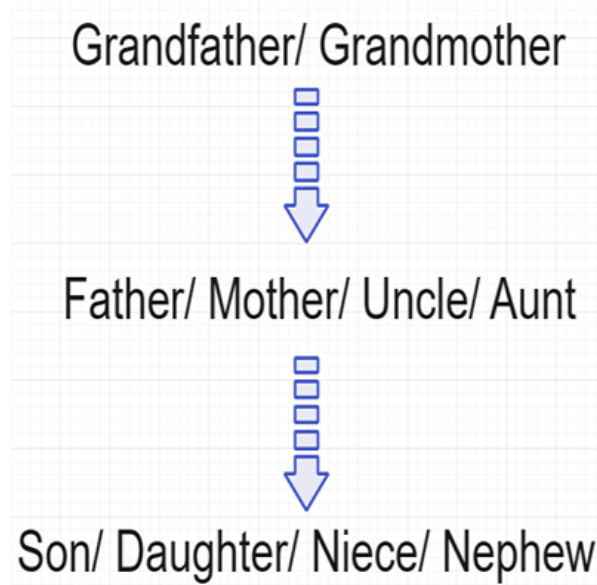 Grandfather/ Grandmother
Father/ Mother/ Uncle/ Aunt
Son/ Daughter/ Niece/ Nephew